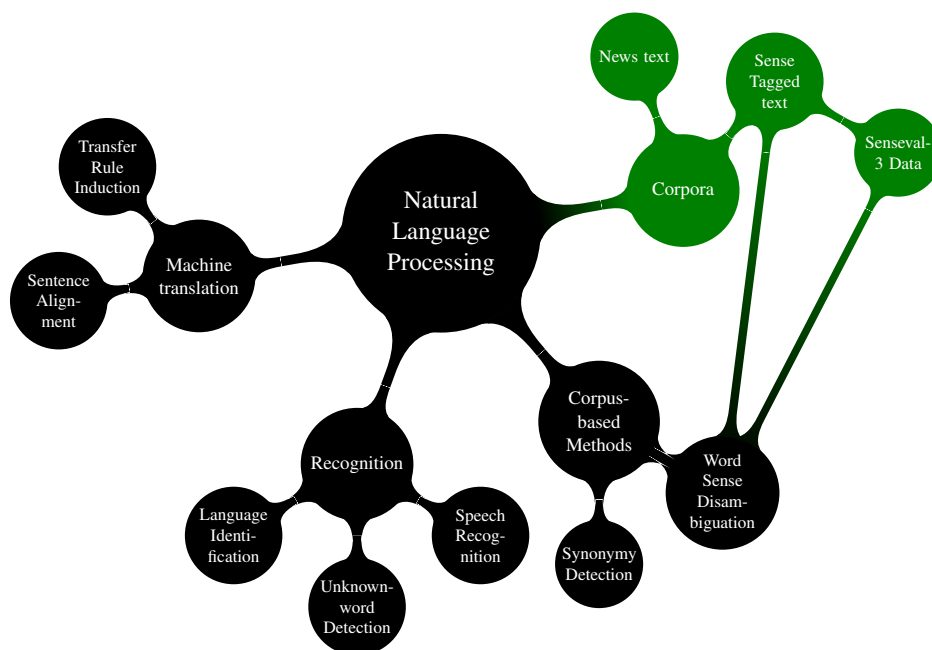 News text
Sense
Tagged
text
Senseval-
3 Data
Transfer
Rule
Induction
Corpora
Natural
Language
Processing
Machine
translation
Sentence
Align-
ment
Corpus-
based
Methods
Recognition
Word
Sense
Disam-
biguation
Language
Identi-
fication
Speech
Recog-
nition
Synonymy
Detection
Unknown-
word
Detection